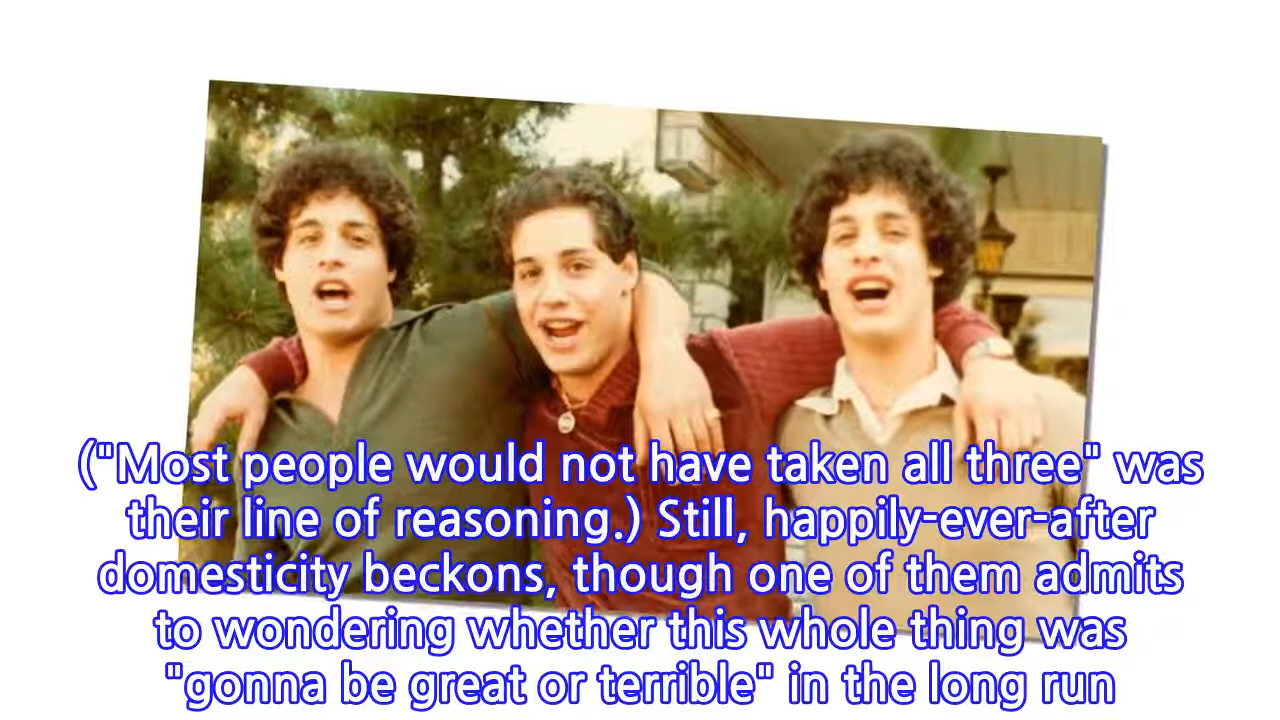 ("Most people would not have taken all three" was
their line of reasoning.) Still, happily-ever-after
domesticity beckons, though one of them admits
to wondering whether this whole thing was
"gonna be great or terrible" in the long run